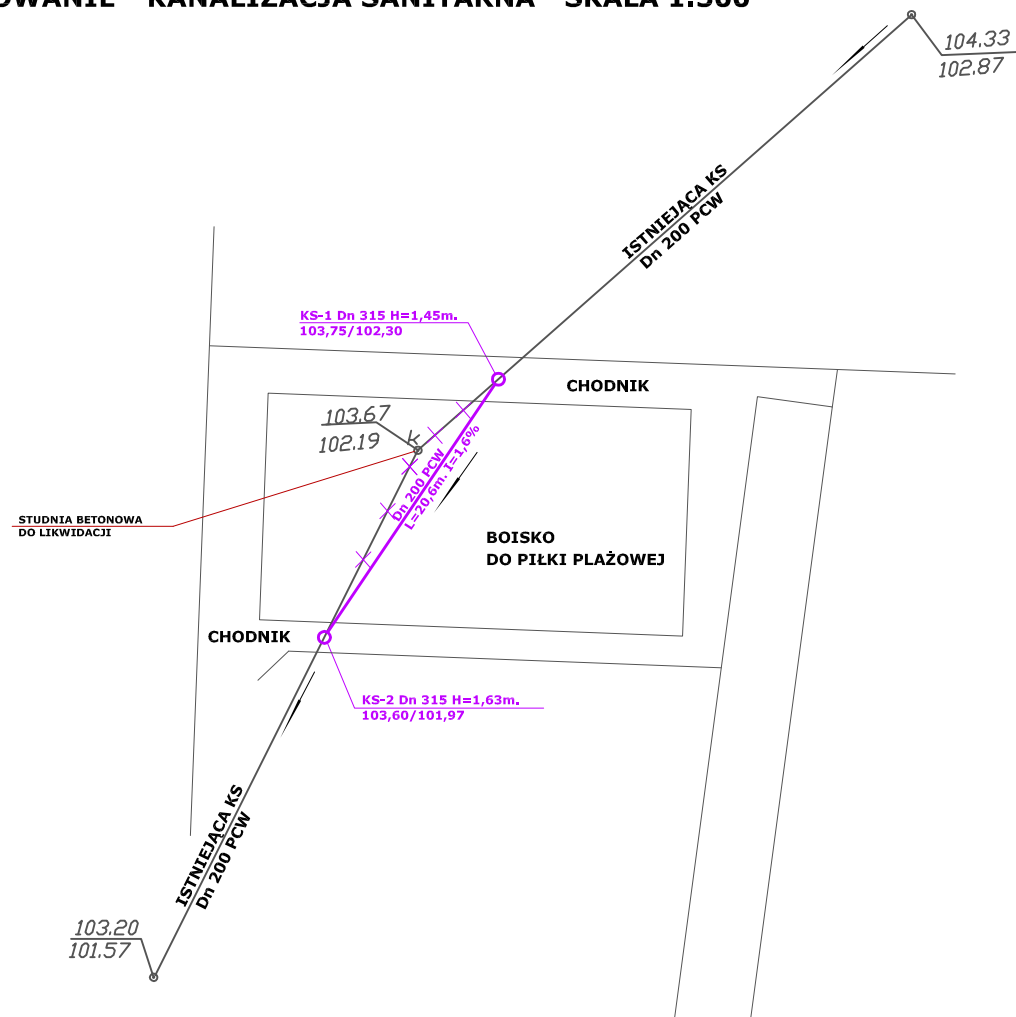 KANALIZACJA SANITARNA SKALA
104.33
102.87
ISTNIEJĄCA KS
Dn 200 PCW
KS-1 Dn 315 H=1,45m.
103,75/102,30
CHODNIK
103.67
102.19
k
Dn 200 PCW
L=20,6m. I=1,6%
STUDNIA BETONOWA
DO LIKWIDACJI
BOISKO
DO PIŁKI PLAŻOWEJ
CHODNIK
KS-2 Dn 315 H=1,63m.
103,60/101,97
ISTNIEJĄCA KS
Dn 200 PCW
103.20
101.57